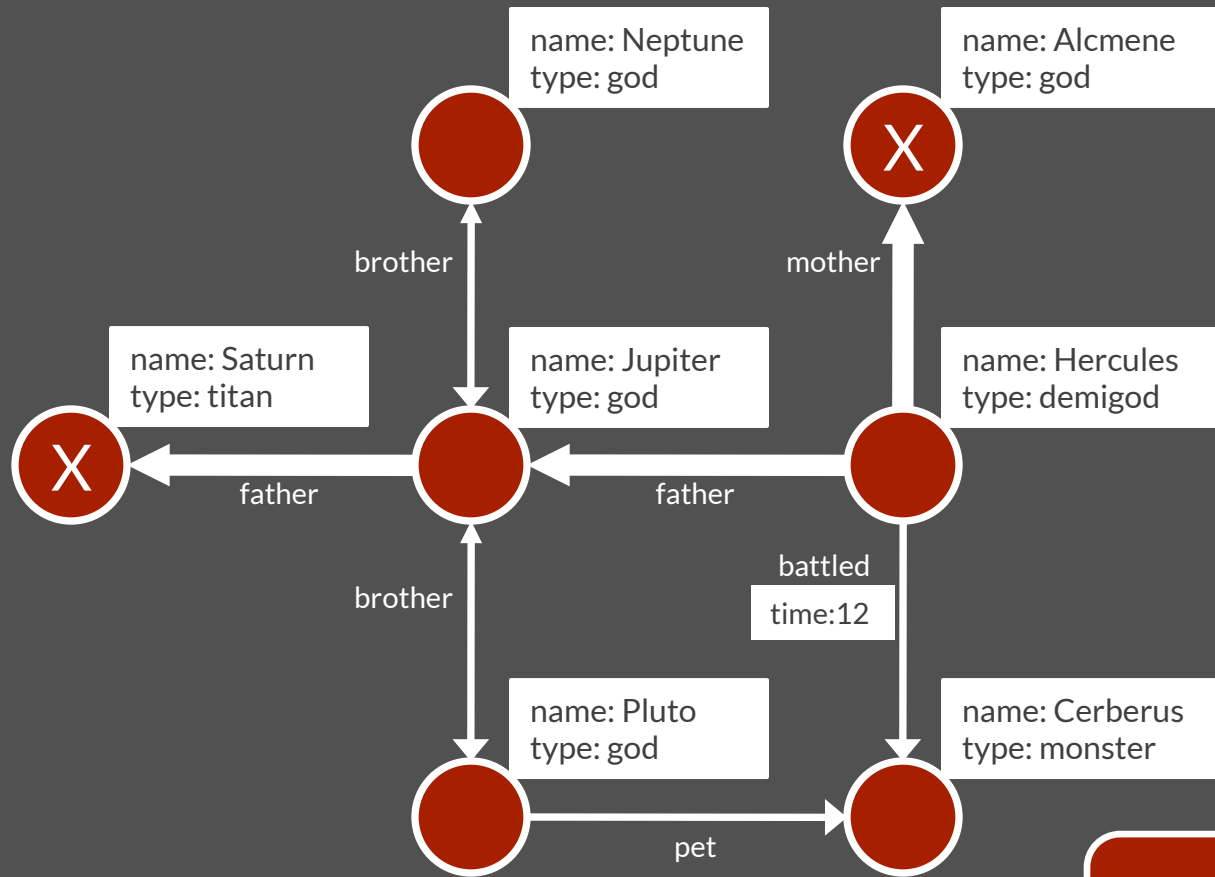 name: Neptune
type: god
name: Alcmene
type: god
X
brother
mother
name: Saturn
type: titan
name: Jupiter
type: god
name: Hercules
type: demigod
X
father
father
battled
time:12
brother
name: Pluto
type: god
name: Cerberus
type: monster
pet